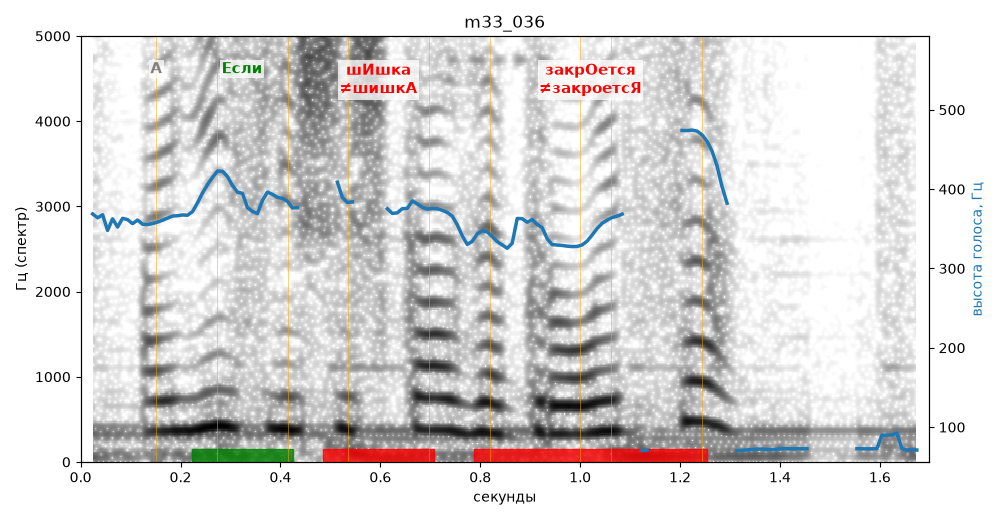 m33_036
5000
4000
3000
2000
1000
0
Гц (спектр)
А
Если
шИшка
≠шишкА
закрОется
≠закроетсЯ
500
400
300
200
100
высота голоса, Гц
0.0 0.2 0.4 0.6 0.8 1.0 1.2 1.4 1.6
секунды